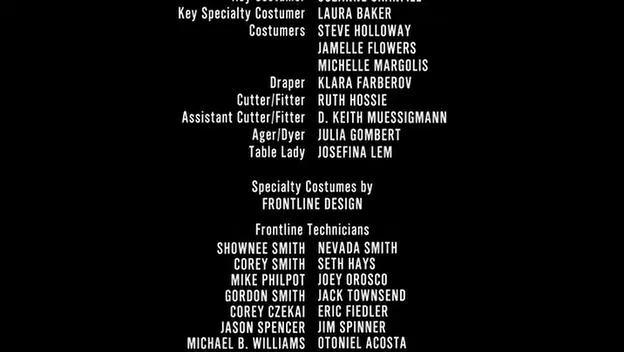 Key Specialty Costumer LAURA BAKER
Costumers STEVE HOLLOWAY
JAMELLE FLOWERS
MICHELLE MARGOLIS
Draper KLARA FARBEROV
Cutter/Fitter RUTH HOSSIE
Assistant Cutter/Fitter D. KEITH MUESSIGMANN
Ager/Dyer JULIA GOMBERT
Table Lady JOSEFINA LEM
Specialty Costumes by
FRONTLINE DESIGN
Frontline Technicians
SHOWNEE SMITH NEVADA SMITH
COREY SMITH SETH HAYS
MIKE PHILPOT JOEY OROSCO
GORDON SMITH JACK TOWNSEND
COREY CZEKAI ERIC FIEDLER
JASON SPENCER JIM SPINNER
MICHAEL B. WILLIAMS OTONIEL ACOSTA